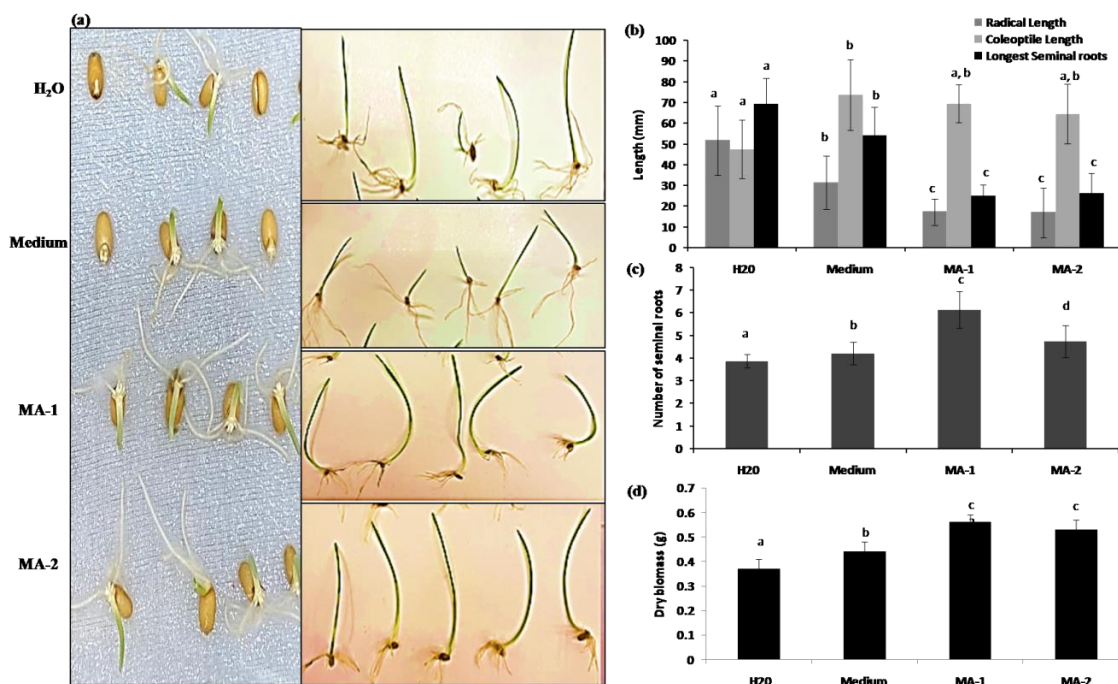 (a)
H₂O
Medium
MA-1
MA-2
(b)
Radical Length
Coleoptile Length
Longest Seminal roots
Length (mm)
100
90
80
70
60
50
40
30
20
10
0
a
a
a
b
b
b
c
a, b
c
c
a, b
c
H20
Medium
MA-1
MA-2
(c)
Number of seminal roots
8
7
6
5
4
3
2
1
0
a
b
c
d
H20
Medium
MA-1
MA-2
(d)
Dry biomass (g)
0.7
0.6
0.5
0.4
0.3
0.2
0.1
0
a
b
c
c
H20
Medium
MA-1
MA-2